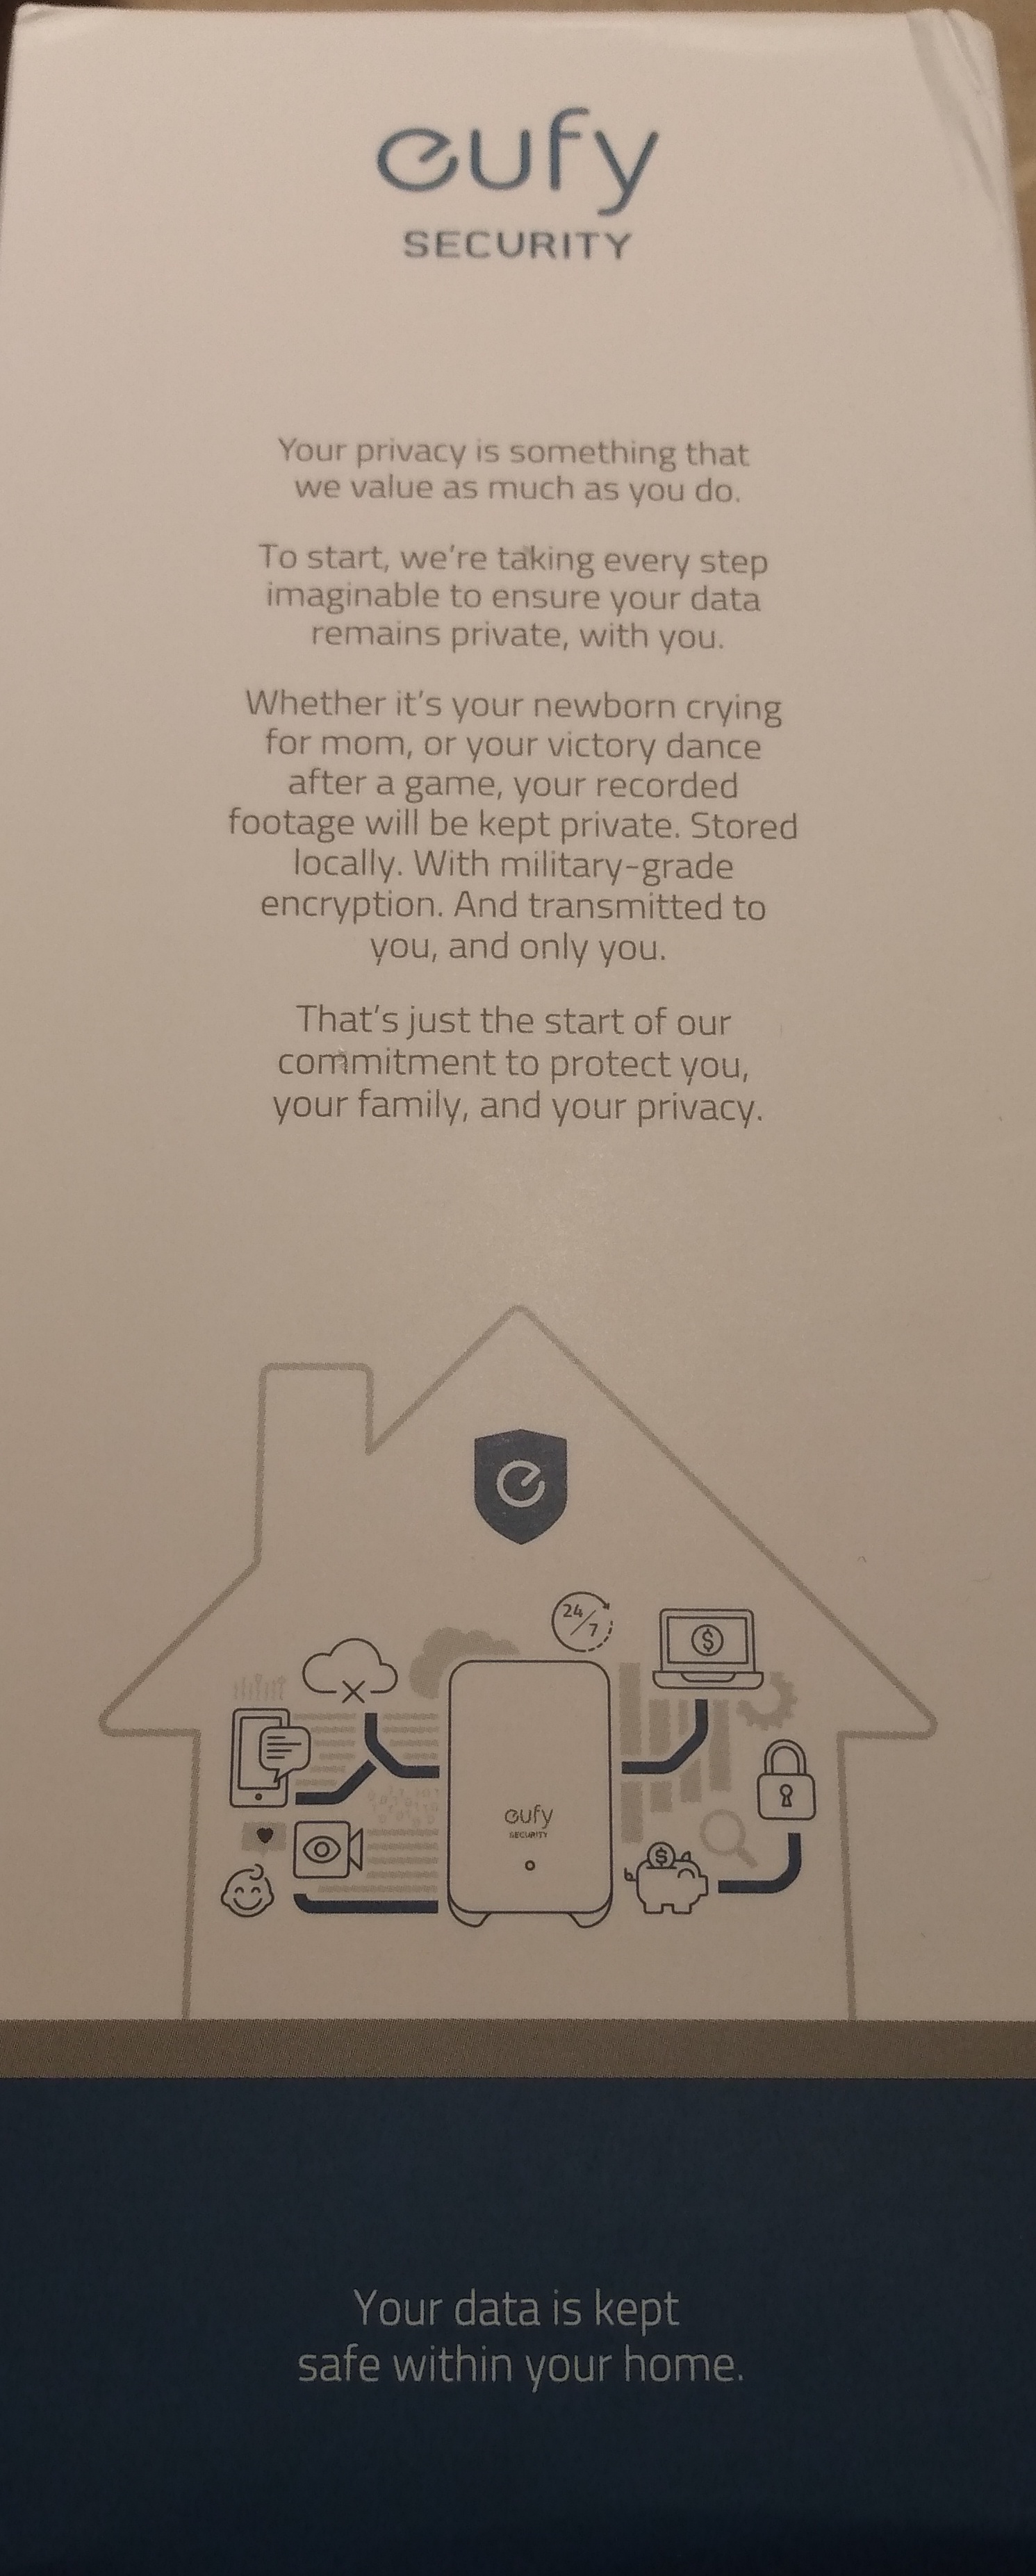 eufy
SECURITY
Your privacy is something that
we value as much as you do.
To start, we're taking every step
imaginable to ensure your data
remains private, with you.
Whether it's your newborn crying
for mom, or your victory dance
after a game, your recorded
footage will be kept private. Stored
locally. With military-grade
encryption. And transmitted to
you, and only you.
That's just the start of our
commitment to protect you,
your family, and your privacy.
e
24/7
$
eufy
SECURITY
$
Your data is kept
safe within your home.